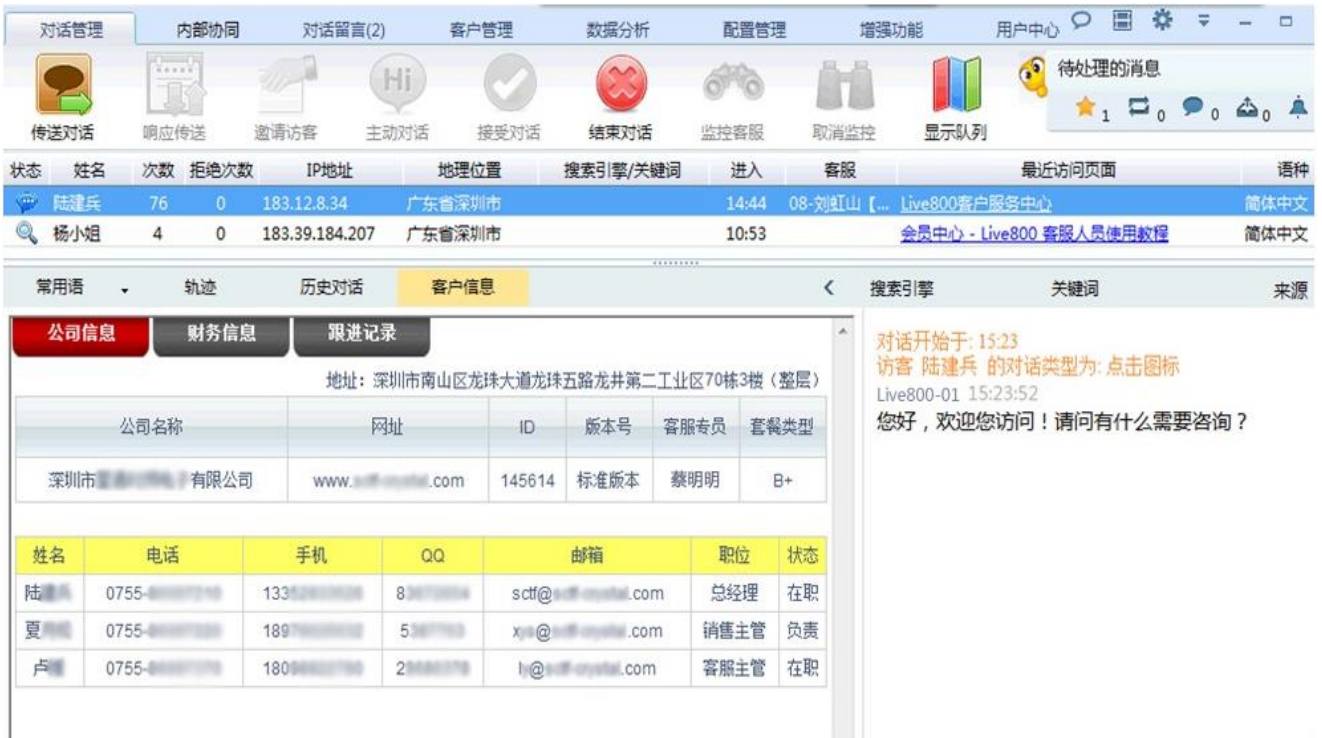 对话管理 内部协同 对话留言(2) 客户管理 数据分析 配置管理 增强功能 用户中心
待处理的消息
1 0 0 0
Hi
传送对话 响应传送 邀请访客 主动对话 接受对话 结束对话 监控客服 取消监控 显示队列
状态 姓名 次数 拒绝次数 IP地址 地理位置 搜索引擎/关键词 进入 客服 最近访问页面 语种
陆建兵 76 0 183.12.8.34 广东省深圳市 14:44 08-刘虹山【... Live800客户服务中心 简体中文
杨小姐 4 0 183.39.184.207 广东省深圳市 10:53 会员中心 - Live800 客服人员使用教程 简体中文
常用语 轨迹 历史对话 客户信息 搜索引擎 关键词 来源
公司信息 财务信息 跟进记录
地址：深圳市南山区龙珠大道龙珠五路龙井第二工业区70栋3楼（整层）
公司名称 网址 ID 版本号 客服专员 套餐类型
深圳市 有限公司 www. .com 145614 标准版本 蔡明明 B+
姓名 电话 手机 QQ 邮箱 职位 状态
陆 0755- 133 8 sctf@ .com 总经理 在职
夏 0755- 189 5 x @ .com 销售主管 负责
卢 0755- 180 2 l @ .com 客服主管 在职
对话开始于: 15:23
访客 陆建兵 的对话类型为: 点击图标
Live800-01 15:23:52
您好，欢迎您访问！请问有什么需要咨询？